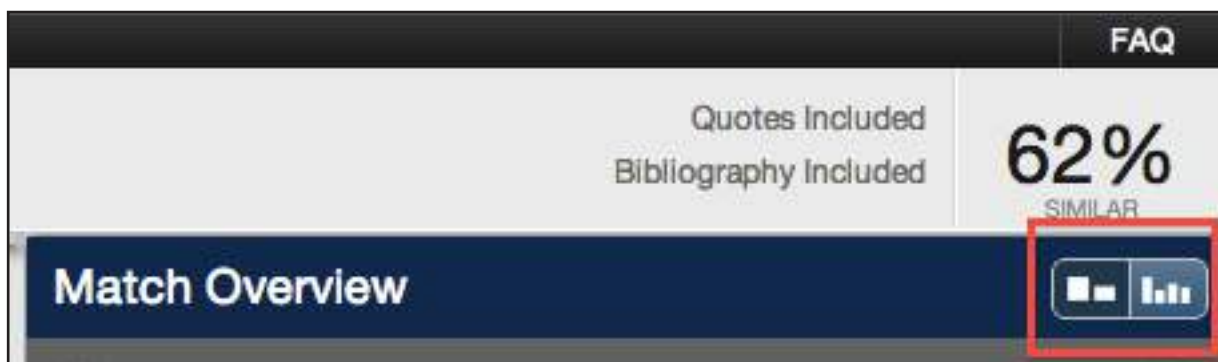 FAQ
Quotes Included
Bibliography Included
62%
SIMILAR
Match Overview